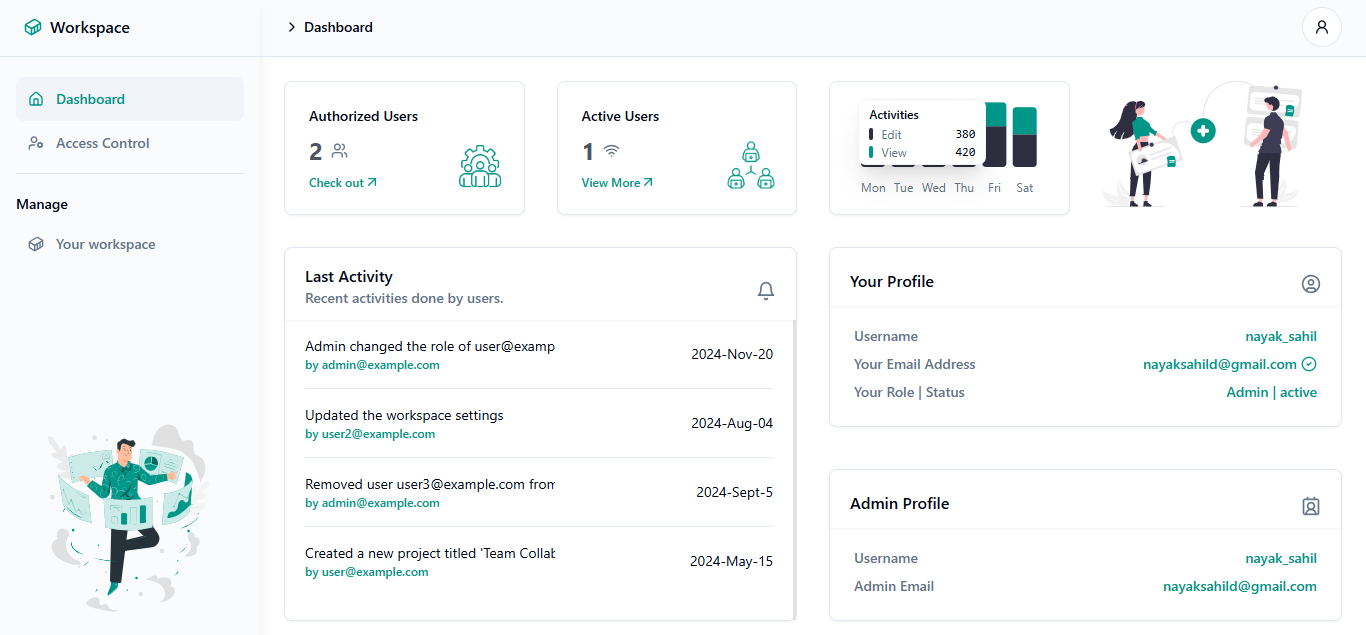 Workspace
Dashboard
Dashboard
Access Control
Manage
Your workspace
Authorized Users
2
Check out
Active Users
1
View More
Activities
Edit 380
View 420
Mon Tue Wed Thu Fri Sat
Last Activity
Recent activities done by users.
Admin changed the role of user@examp
by admin@example.com
2024-Nov-20
Updated the workspace settings
by user2@example.com
2024-Aug-04
Removed user user3@example.com from
by admin@example.com
2024-Sept-5
Created a new project titled 'Team Collab
by user@example.com
2024-May-15
Your Profile
Username nayak_sahil
Your Email Address nayaksahild@gmail.com
Your Role | Status Admin | active
Admin Profile
Username nayak_sahil
Admin Email nayaksahild@gmail.com